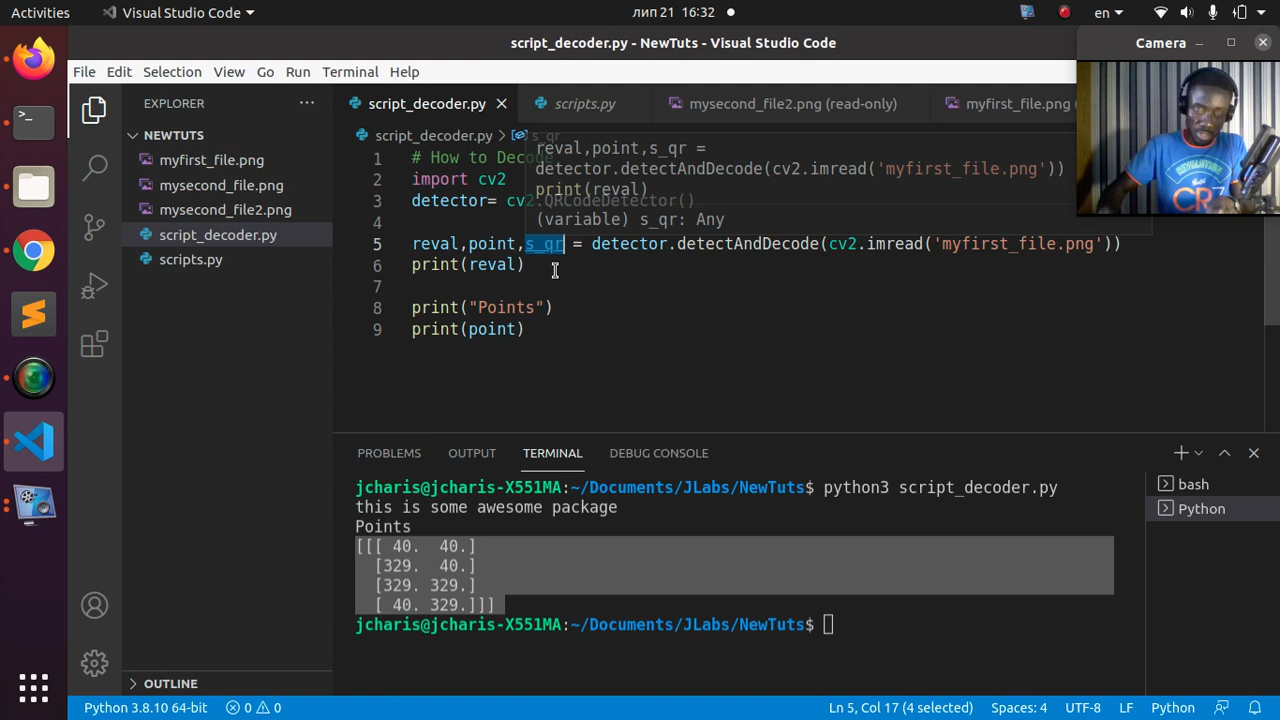 Activities
Visual Studio Code
лип 21 16:32
en
script_decoder.py - NewTuts - Visual Studio Code
Camera
File Edit Selection View Go Run Terminal Help
EXPLORER
NEWTUTS
myfirst_file.png
mysecond_file.png
mysecond_file2.png
script_decoder.py
scripts.py
OUTLINE
script_decoder.py
scripts.py
mysecond_file2.png (read-only)
myfirst_file.png
script_decoder.py > s_qr
1 # How to Decode
2 import cv2
3 detector= cv2.QRCodeDetector()
4
5 reval,point,s_qr = detector.detectAndDecode(cv2.imread('myfirst_file.png'))
6 print(reval)
7
8 print("Points")
9 print(point)
reval,point,s_qr =
detector.detectAndDecode(cv2.imread('myfirst_file.png'))
print(reval)
(variable) s_qr: Any
PROBLEMS OUTPUT TERMINAL DEBUG CONSOLE
jcharis@jcharis-X551MA:~/Documents/JLabs/NewTuts$ python3 script_decoder.py
this is some awesome package
Points
[[[ 40.  40.]
[329.  40.]
[329. 329.]
[ 40. 329.]]]
jcharis@jcharis-X551MA:~/Documents/JLabs/NewTuts$
bash
Python
Python 3.8.10 64-bit
0
0
Ln 5, Col 17 (4 selected)
Spaces: 4
UTF-8
LF
Python